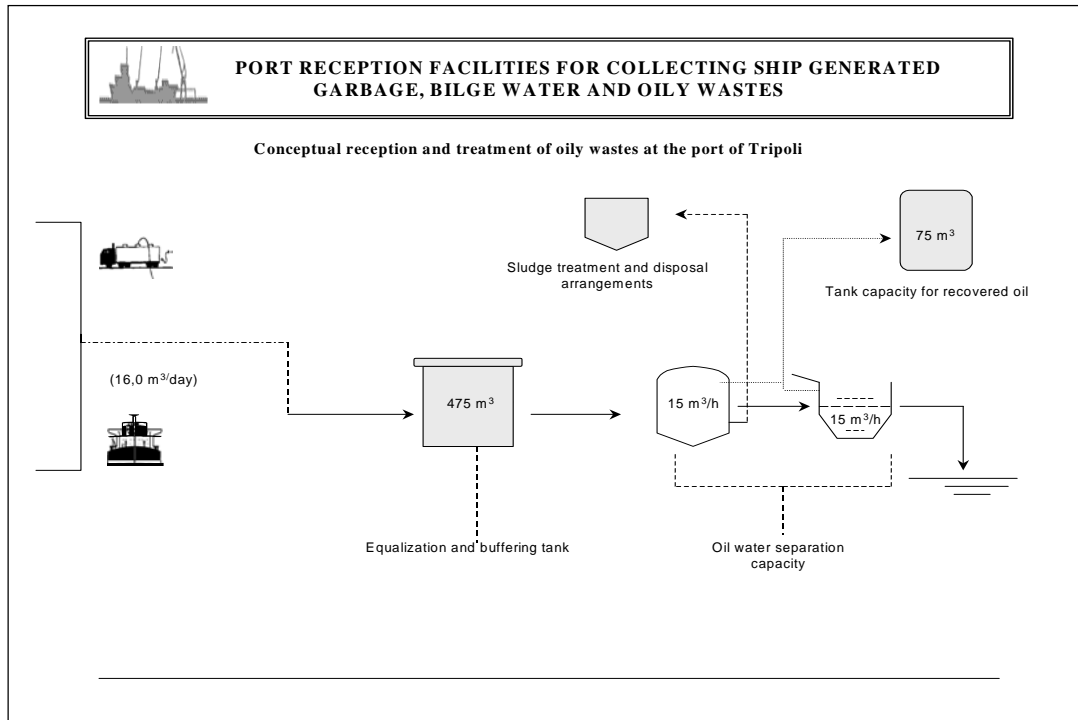 PORT RECEPTION FACILITIES FOR COLLECTING SHIP GENERATED
GARBAGE, BILGE WATER AND OILY WASTES
Conceptual reception and treatment of oily wastes at the port of Tripoli
75 m³
Sludge treatment and disposal
arrangements
Tank capacity for recovered oil
(16,0 m³/day)
475 m³
15 m³/h
15 m³/h
Equalization and buffering tank
Oil water separation
capacity